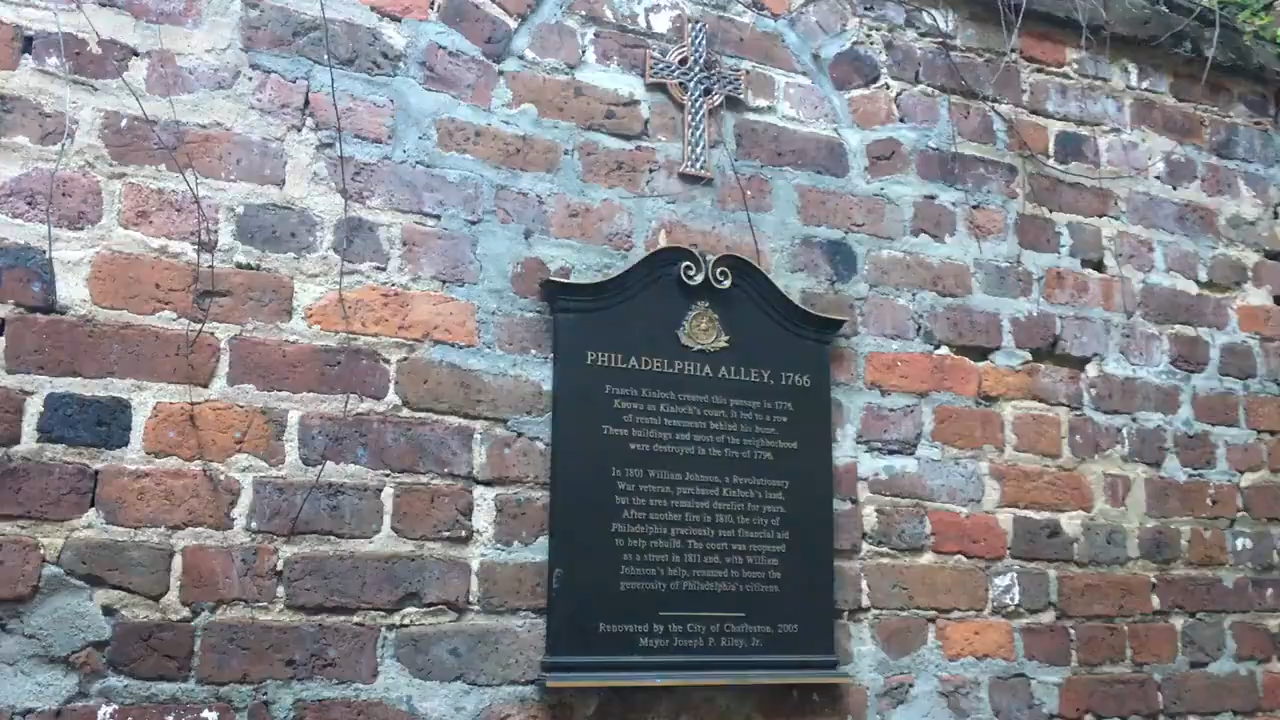 PHILADELPHIA ALLEY, 1766
Francis Kinloch created this passage in 1776.
Known as Kinloch's court, it led to a row
of rental tenements behind his home.
These buildings and most of the neighborhood
were destroyed in the fire of 1796.
In 1801 William Johnson, a Revolutionary
War veteran, purchased Kinloch's land,
but the area remained derelict for years.
After another fire in 1810, the city of
Philadelphia graciously sent financial aid
to help rebuild. The court was reopened
as a street in 1811 and, with William
Johnson's help, renamed to honor the
generosity of Philadelphia's citizens.
Renovated by the City of Charleston, 2005
Mayor Joseph P. Riley, Jr.